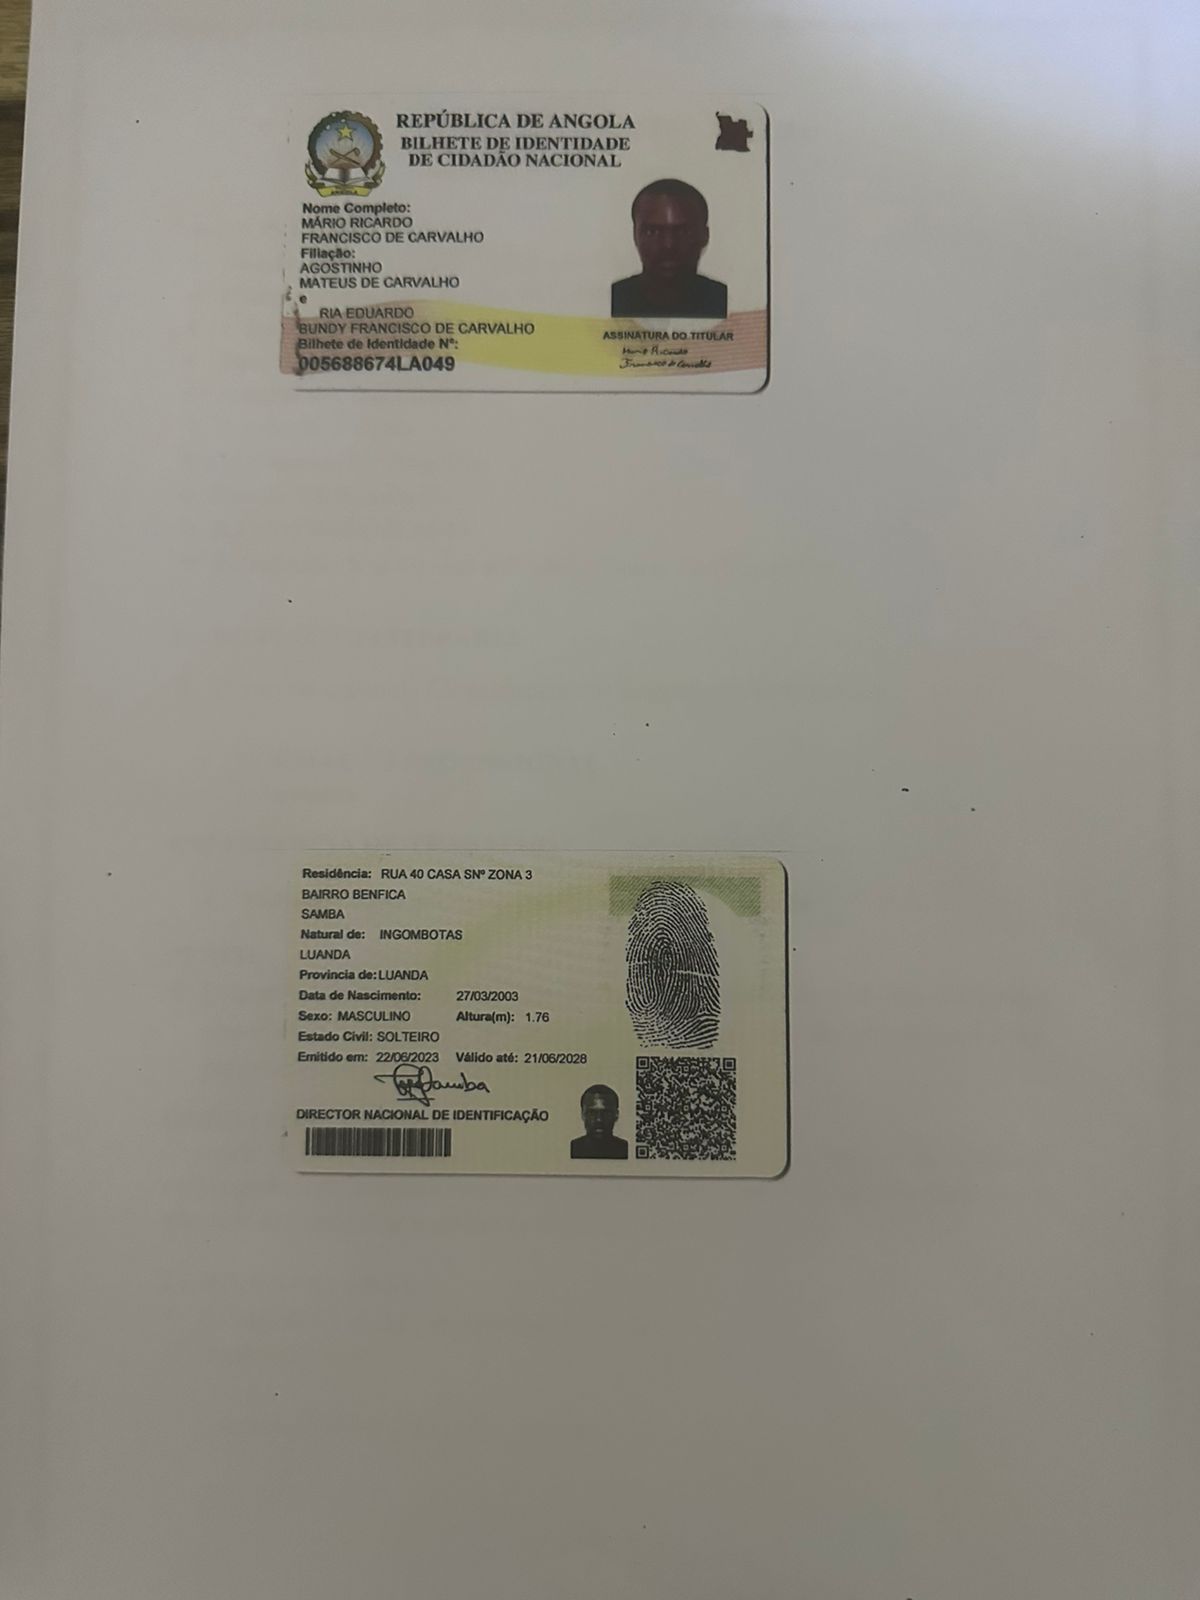 REPÚBLICA DE ANGOLA
BILHETE DE IDENTIDADE
DE CIDADÃO NACIONAL
ANGOLA
Nome Completo:
MÁRIO RICARDO
FRANCISCO DE CARVALHO
Filiação:
AGOSTINHO
MATEUS DE CARVALHO
e
RIA EDUARDO
BUNDY FRANCISCO DE CARVALHO
Bilhete de Identidade Nº:
005688674LA049
ASSINATURA DO TITULAR
Mário Ricardo
Francisco de Carvalho
Residência: RUA 40 CASA SNº ZONA 3
BAIRRO BENFICA
SAMBA
Natural de: INGOMBOTAS
LUANDA
Provincia de: LUANDA
Data de Nascimento: 27/03/2003
Sexo: MASCULINO Altura(m): 1.76
Estado Civil: SOLTEIRO
Emitido em: 22/06/2023 Válido até: 21/06/2028
DIRECTOR NACIONAL DE IDENTIFICAÇÃO